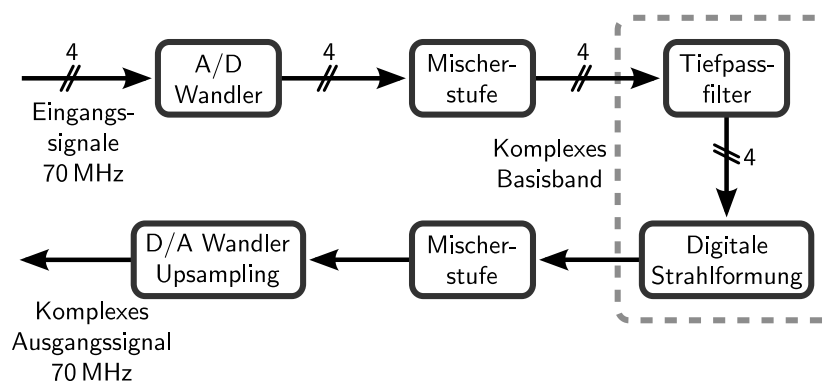 4
A/D
Wandler
4
Mischer-
stufe
4
Tiefpass-
filter
Eingangs-
signale
70 MHz
Komplexes
Basisband
4
D/A Wandler
Upsampling
Mischer-
stufe
Digitale
Strahlformung
Komplexes
Ausgangssignal
70 MHz